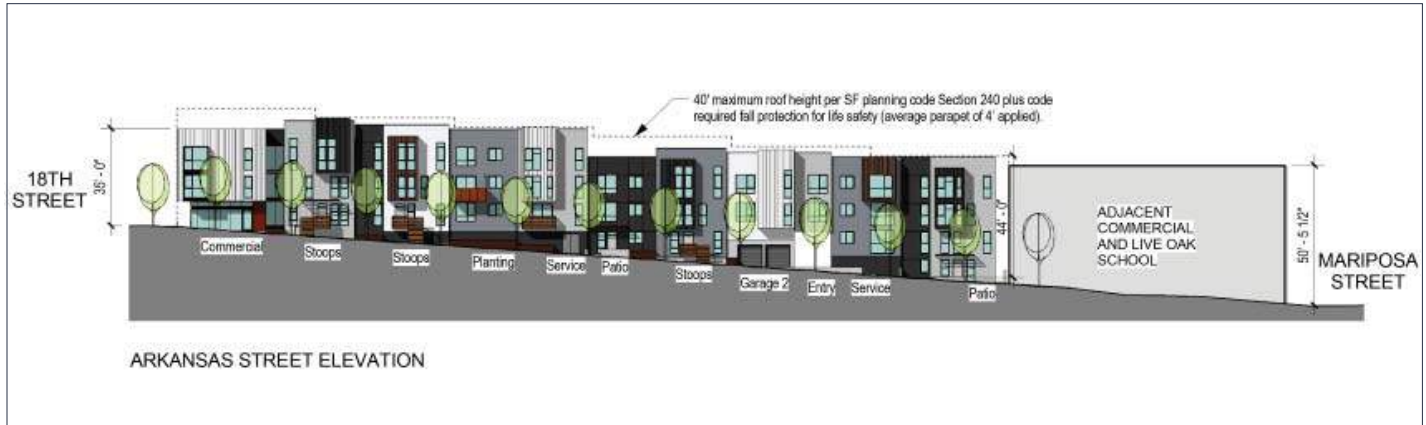 40' maximum roof height per SF planning code Section 240 plus code
required fall protection for life safety (average parapet of 4' applied).
18TH
STREET
35' - 0"
44' - 0"
ADJACENT
COMMERCIAL
AND LIVE OAK
SCHOOL
50' - 5 1/2"
MARIPOSA
STREET
Commercial
Stoops
Stoops
Planting
Service
Patio
Stoops
Garage 2
Entry
Service
Patio
ARKANSAS STREET ELEVATION